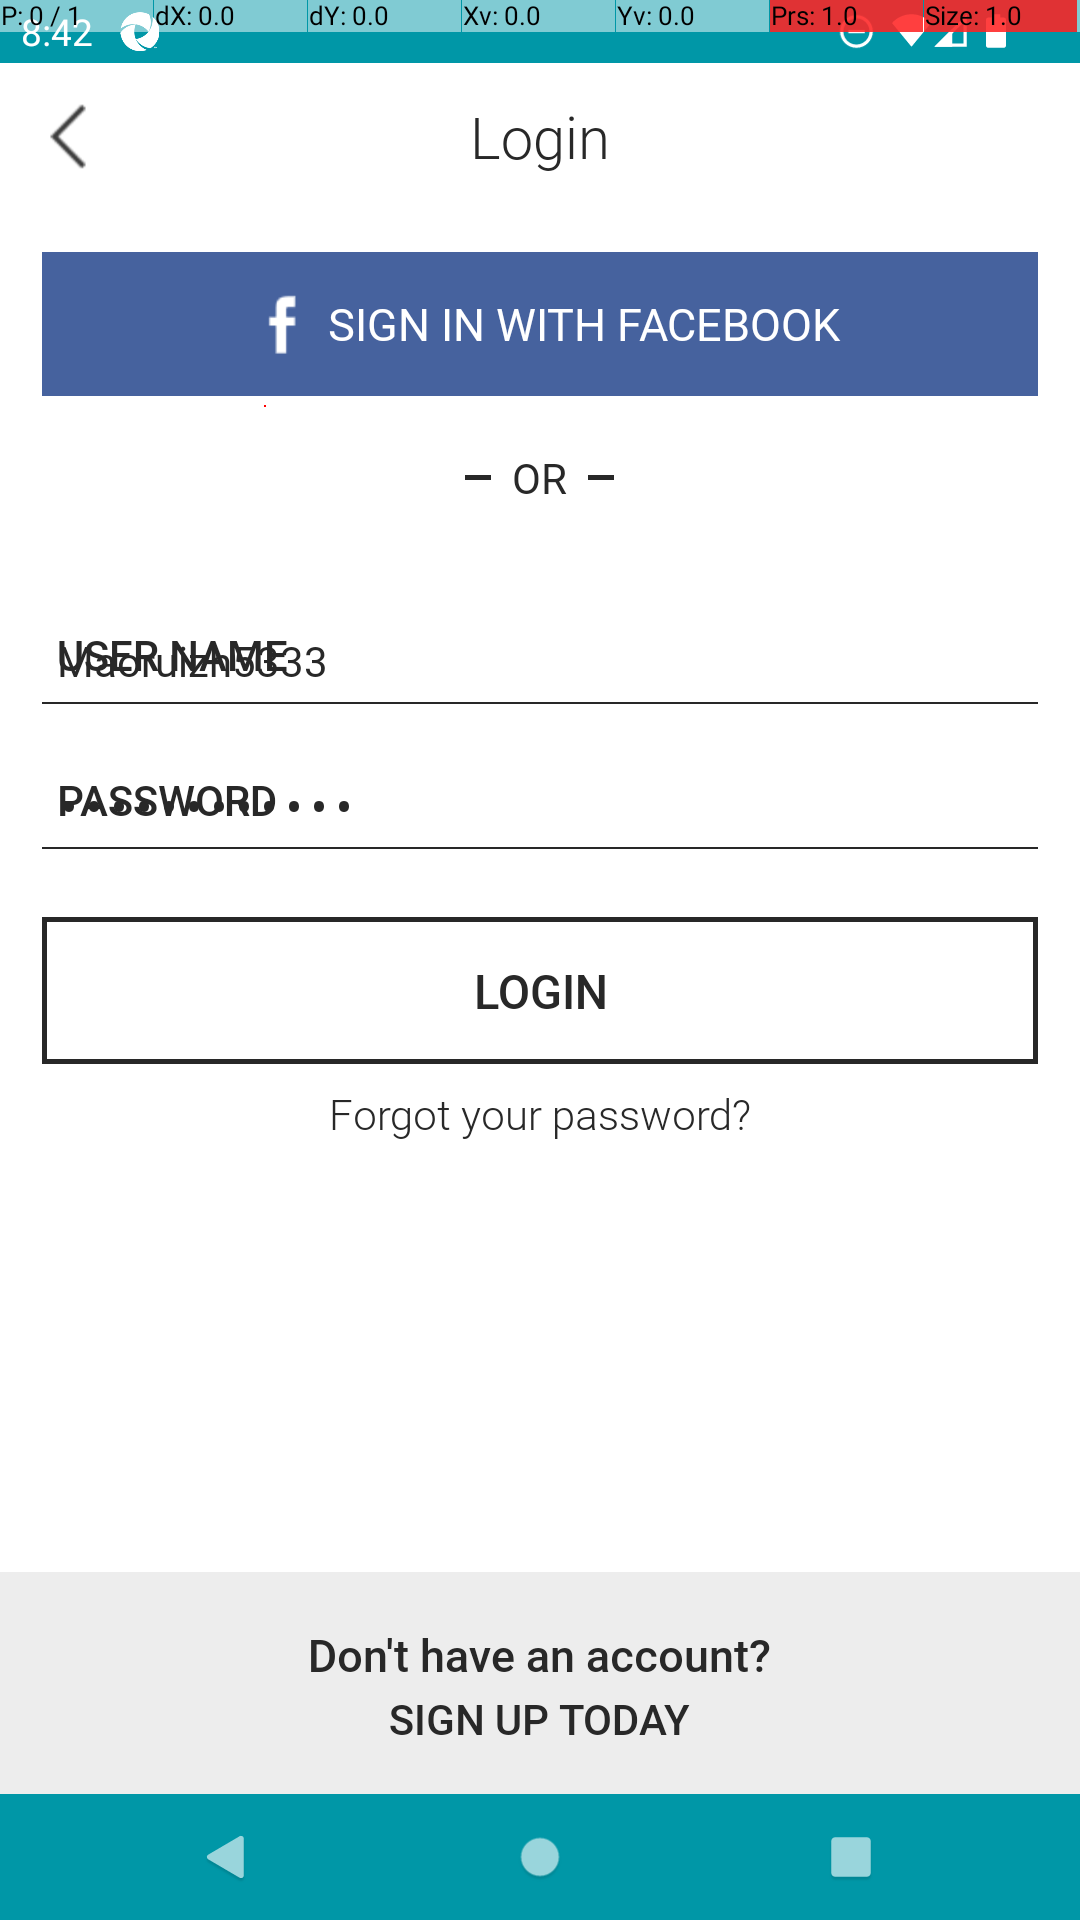 P: 0 / 1 dX: 0.0 dY: 0.0 Xv: 0.0 Yv: 0.0 Prs: 1.0 Size: 1.0
8:42
Login
f SIGN IN WITH FACEBOOK
OR
USER NAME
PASSWORD
LOGIN
Forgot your password?
Don't have an account?
SIGN UP TODAY